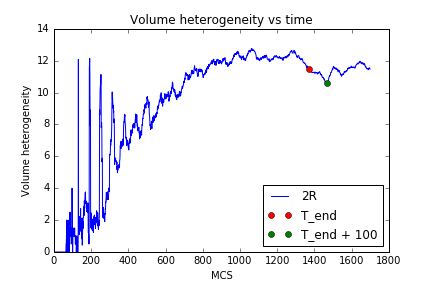 Volume heterogeneity vs time
14
12
10
8
6
4
2
0
Volume heterogeneity
2R
T_end
T_end + 100
0 200 400 600 800 1000 1200 1400 1600 1800
MCS